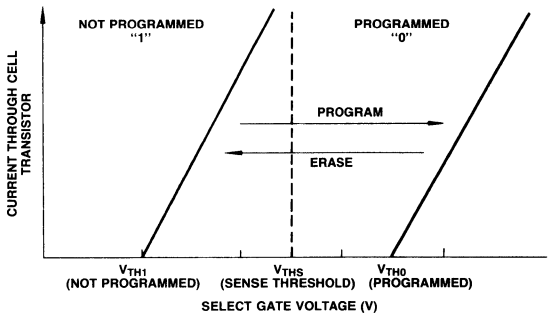 NOT PROGRAMMED
"1"
PROGRAMMED
"0"
CURRENT THROUGH CELL
TRANSISTOR
PROGRAM
ERASE
VTH1
(NOT PROGRAMMED)
VTHS
(SENSE THRESHOLD)
VTH0
(PROGRAMMED)
SELECT GATE VOLTAGE (V)